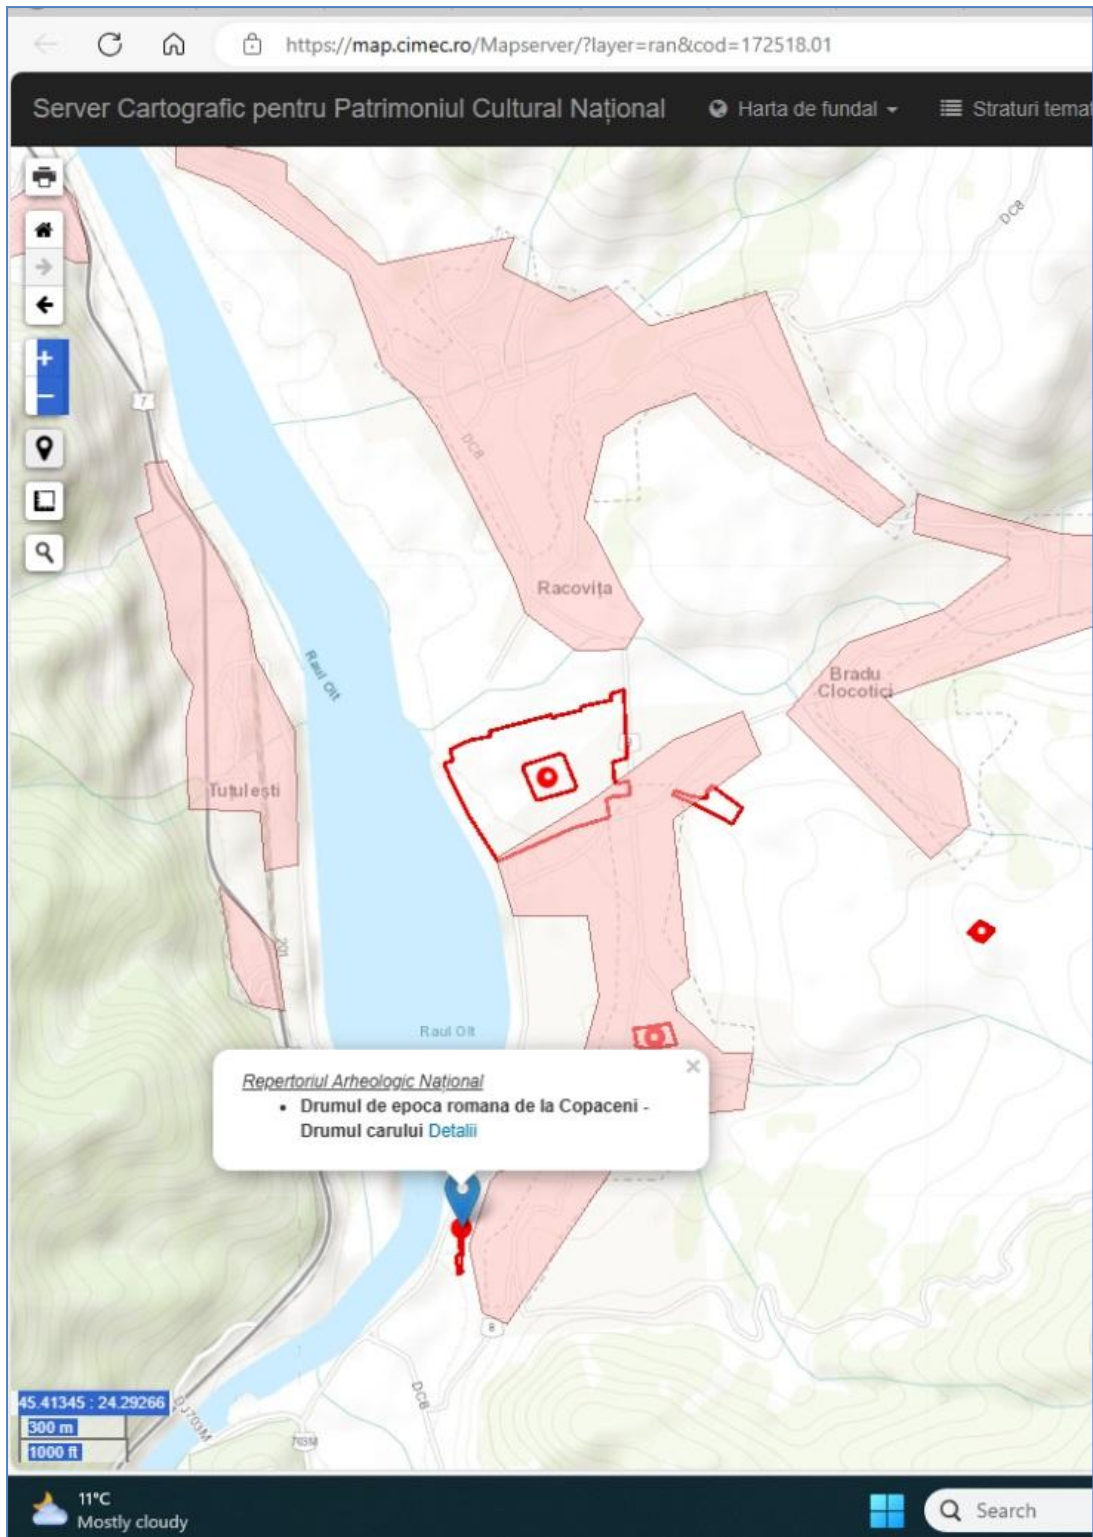 https://map.cimec.ro/Mapserver/?layer=ran&cod=172518.01
Server Cartografic pentru Patrimoniul Cultural Național
Harta de fundal
Straturi temat
DC8
+
7
−
DC8
Racovița
Raul Olt
Bradu
Clocotici
Tuțulești
201
Raul Olt
Repertoriul Arheologic Național
×
• Drumul de epoca romana de la Copaceni -
Drumul carului Detalii
8
DC8
45.41345 : 24.29266
DJ703M
300 m
703M
1000 ft
11°C
Mostly cloudy
Search